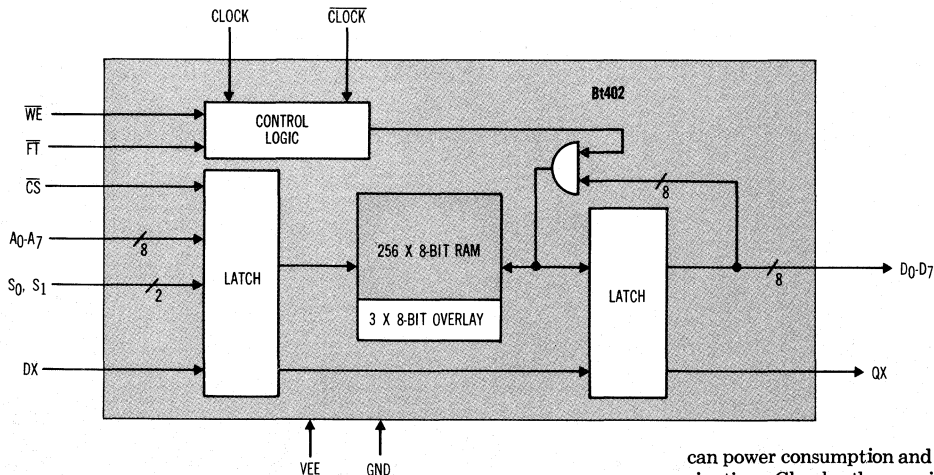 CLOCK
CLOCK
Bt402
WE
CONTROL
LOGIC
FT
CS
8
A0-A7
8
256 X 8-BIT RAM
S0, S1
2
LATCH
LATCH
8
D0-D7
3 X 8-BIT OVERLAY
DX
QX
VEE
GND
can power consumption and